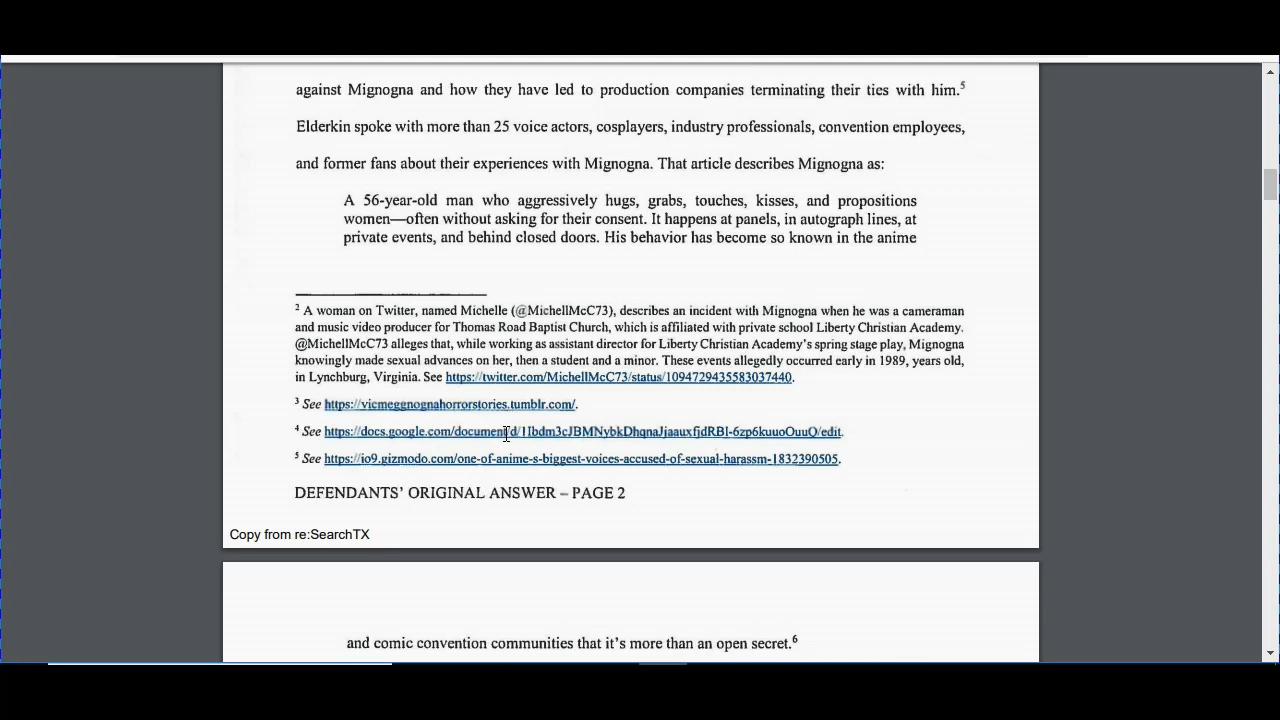 against Mignogna and how they have led to production companies terminating their ties with him.5
Elderkin spoke with more than 25 voice actors, cosplayers, industry professionals, convention employees,
and former fans about their experiences with Mignogna. That article describes Mignogna as:
A 56-year-old man who aggressively hugs, grabs, touches, kisses, and propositions
women—often without asking for their consent. It happens at panels, in autograph lines, at
private events, and behind closed doors. His behavior has become so known in the anime
2 A woman on Twitter, named Michelle (@MichellMcC73), describes an incident with Mignogna when he was a cameraman
and music video producer for Thomas Road Baptist Church, which is affiliated with private school Liberty Christian Academy.
@MichellMcC73 alleges that, while working as assistant director for Liberty Christian Academy's spring stage play, Mignogna
knowingly made sexual advances on her, then a student and a minor. These events allegedly occurred early in 1989, years old,
in Lynchburg, Virginia. See https://twitter.com/MichellMcC73/status/1094729435583037440.
3 See https://vicmeggnognahorrorstories.tumblr.com/.
4 See
5 See https://io9.gizmodo.com/one-of-anime-s-biggest-voices-accused-of-sexual-harassm-1832390505.
DEFENDANTS' ORIGINAL ANSWER – PAGE 2
Copy from re:SearchTX
and comic convention communities that it's more than an open secret.6